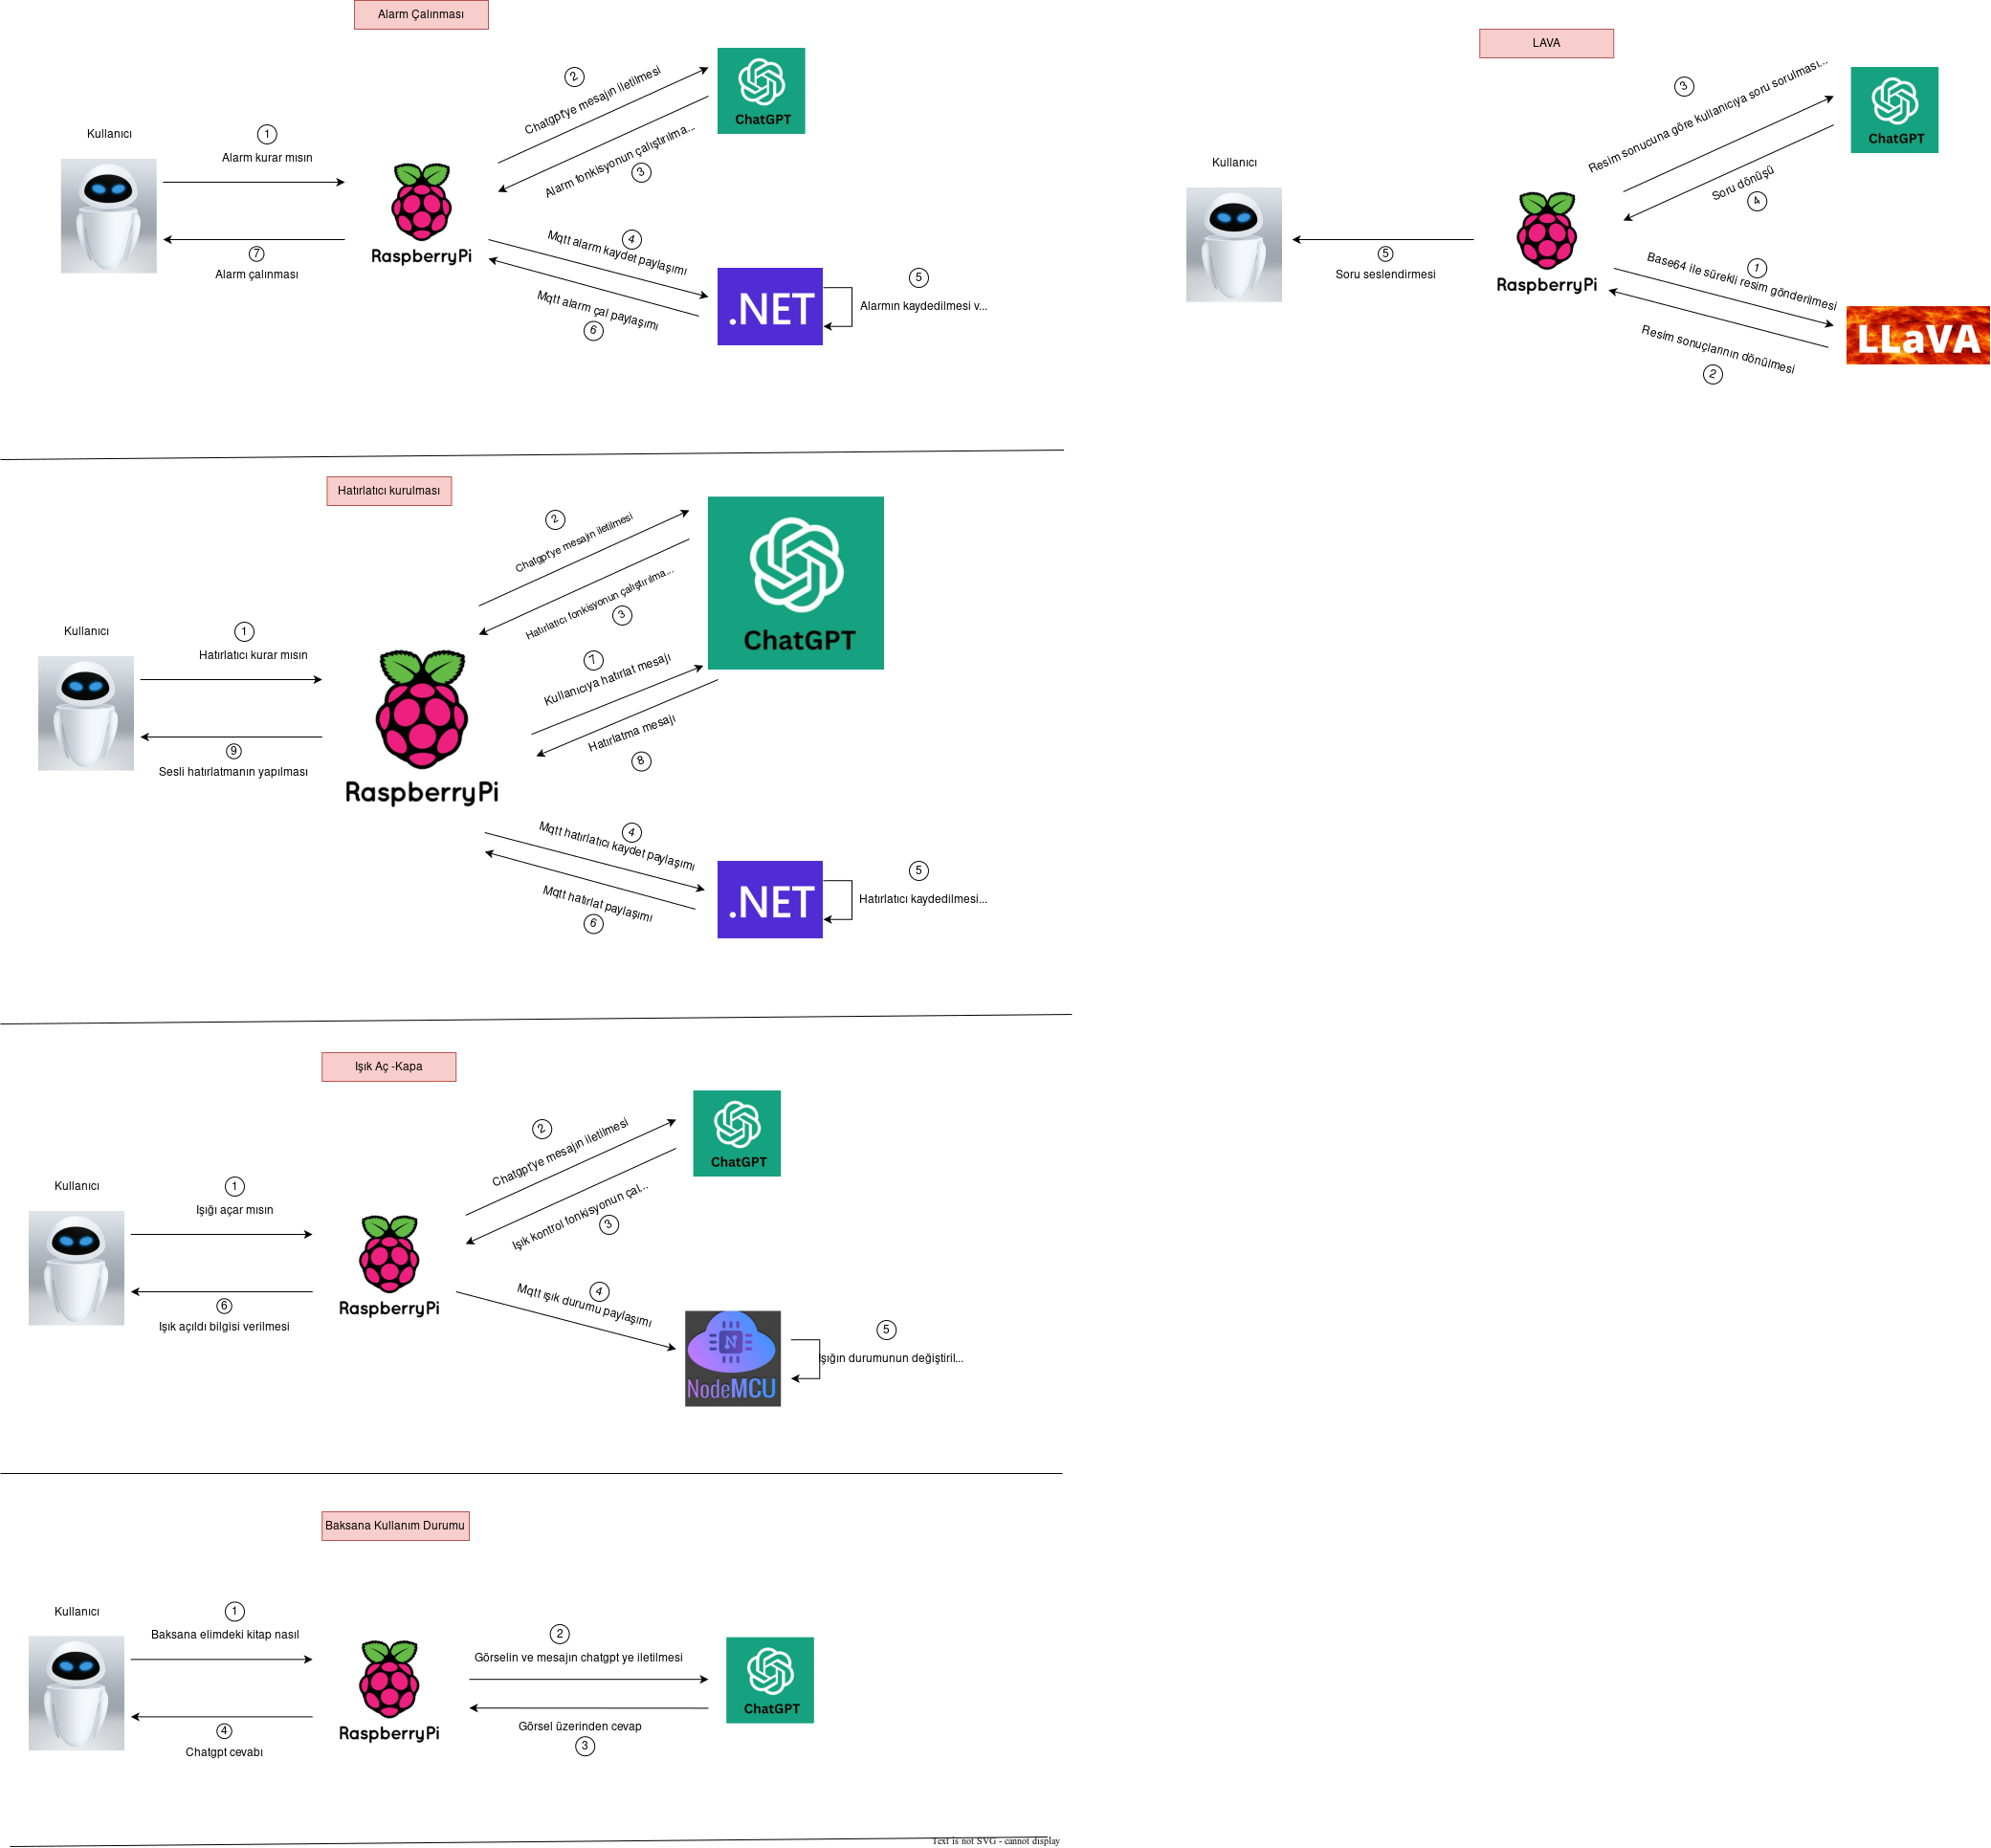 Alarm Çalınması
Kullanıcı
1
Alarm kurar mısın
7
Alarm çalınması
RaspberryPi
2
Chatgpt'ye mesajın iletilmesi
Alarm fonkisyonun çalıştırılma...
3
ChatGPT
Mqtt alarm kaydet paylaşımı
4
Mqtt alarm çal paylaşımı
6
.NET
5
Alarmın kaydedilmesi v...
LAVA
Kullanıcı
5
Soru seslendirmesi
RaspberryPi
3
Resim sonucuna göre kullanıcıya soru sorulması...
Soru dönüşü
4
ChatGPT
Base64 ile sürekli resim gönderilmesi
1
Resim sonuçlarının dönülmesi
2
LLaVA
Hatırlatıcı kurulması
Kullanıcı
1
Hatırlatıcı kurar mısın
9
Sesli hatırlatmanın yapılması
RaspberryPi
2
Chatgpt'ye mesajın iletilmesi
Hatırlatıcı fonkisyonun çalıştırılma...
3
ChatGPT
7
Kullanıcıya hatırlat mesajı
Hatırlatma mesajı
8
Mqtt hatırlatıcı kaydet paylaşımı
4
Mqtt hatırlat paylaşımı
6
.NET
5
Hatırlatıcı kaydedilmesi...
Işık Aç -Kapa
Kullanıcı
1
Işığı açar mısın
6
Işık açıldı bilgisi verilmesi
RaspberryPi
2
Chatgpt'ye mesajın iletilmesi
Işık kontrol fonkisyonun çal...
3
ChatGPT
Mqtt ışık durumu paylaşımı
4
N
NodeMCU
5
Işığın durumunun değiştiril...
Baksana Kullanım Durumu
Kullanıcı
1
Baksana elimdeki kitap nasıl
4
Chatgpt cevabı
RaspberryPi
2
Görselin ve mesajın chatgpt ye iletilmesi
Görsel üzerinden cevap
3
ChatGPT
Text is not SVG - cannot display